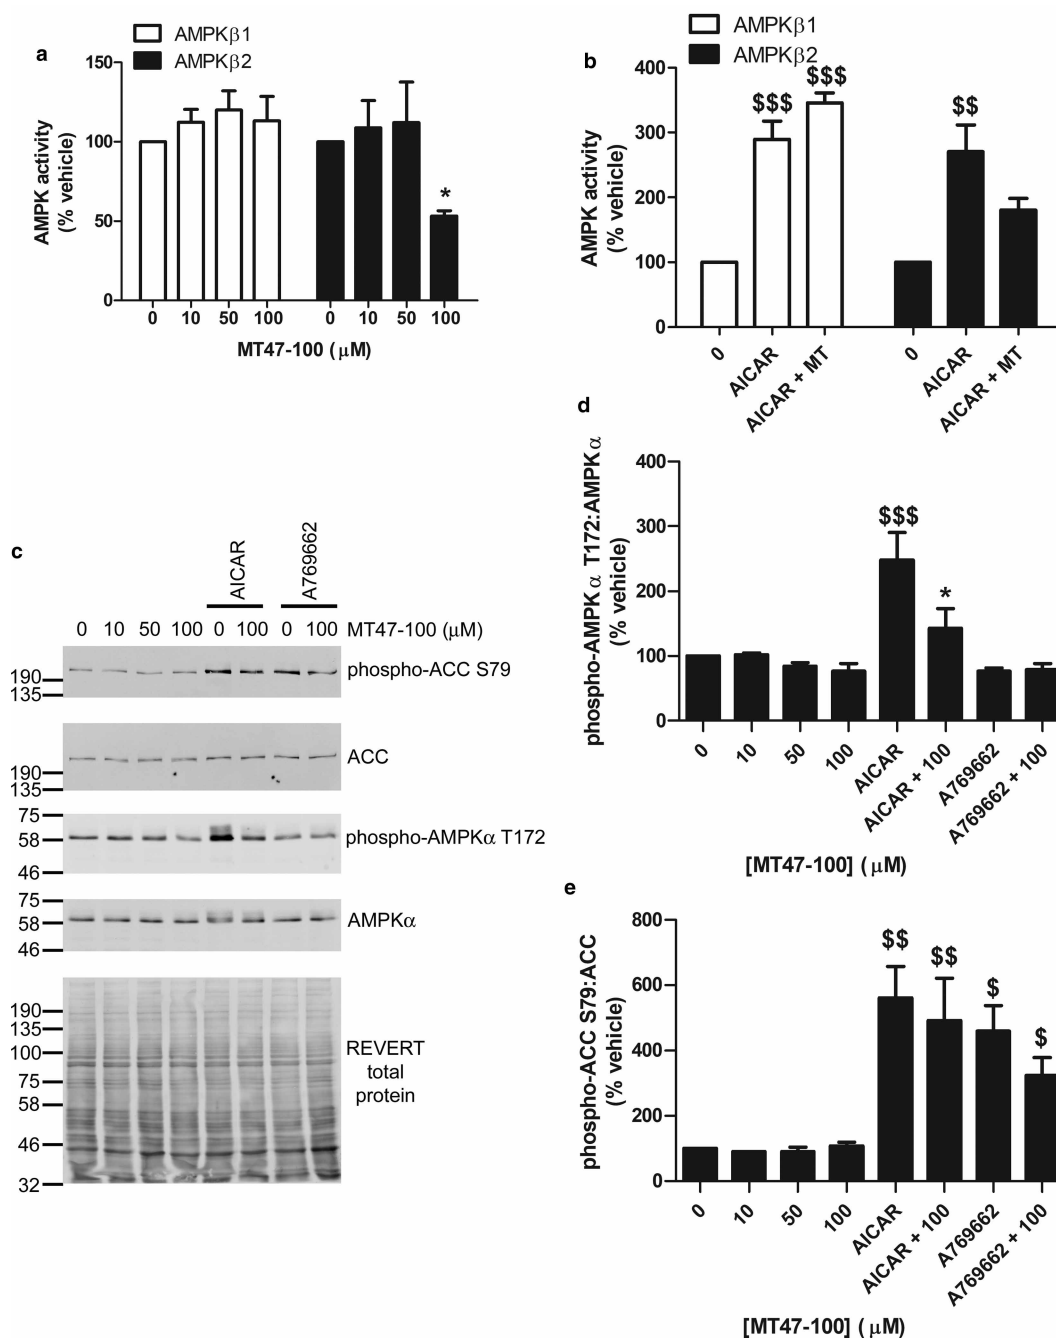 a
AMPKβ1
AMPKβ2
150
100
50
0
AMPK activity
(% vehicle)
*
0 10 50 100 0 10 50 100
MT47-100 (μM)
b
AMPKβ1
AMPKβ2
400
300
200
100
0
AMPK activity
(% vehicle)
$$$
$$$
$$
0
AICAR
AICAR + MT
0
AICAR
AICAR + MT
c
AICAR
A769662
0 10 50 100 0 100 0 100 MT47-100 (μM)
190
135
phospho-ACC S79
190
135
ACC
75
58
46
phospho-AMPKα T172
75
58
46
AMPKα
190
135
100
75
58
46
32
REVERT
total
protein
d
phospho-AMPKα T172:AMPKα
(% vehicle)
400
300
200
100
0
$$$
*
0
10
50
100
AICAR
AICAR + 100
A769662
A769662 + 100
[MT47-100] (μM)
e
phospho-ACC S79:ACC
(% vehicle)
800
600
400
200
0
$$
$$
$
$
0
10
50
100
AICAR
AICAR + 100
A769662
A769662 + 100
[MT47-100] (μM)